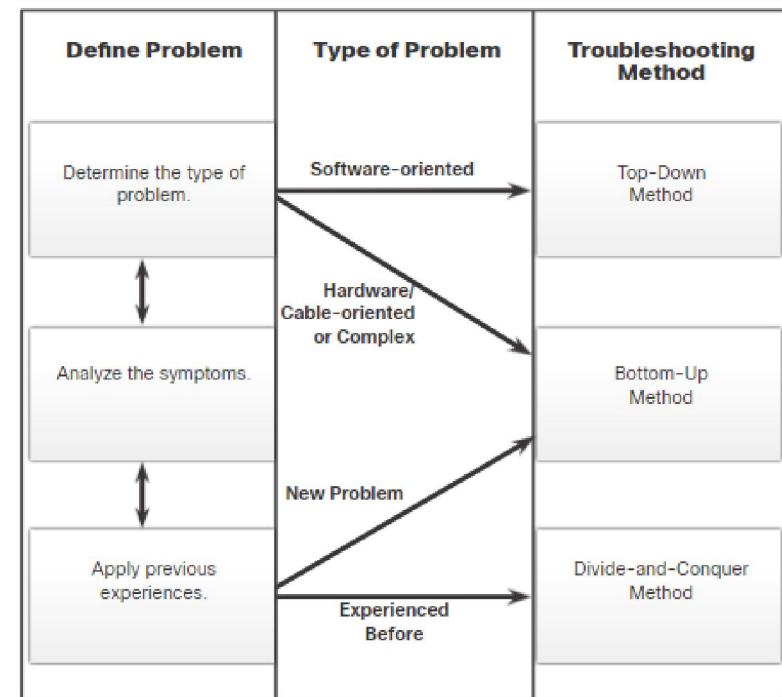 Define Problem
Type of Problem
Troubleshooting
Method
Determine the type of
problem.
Software-oriented
Top-Down
Method
Hardware/
Cable-oriented
or Complex
Analyze the symptoms.
Bottom-Up
Method
New Problem
Apply previous
experiences.
Experienced
Before
Divide-and-Conquer
Method